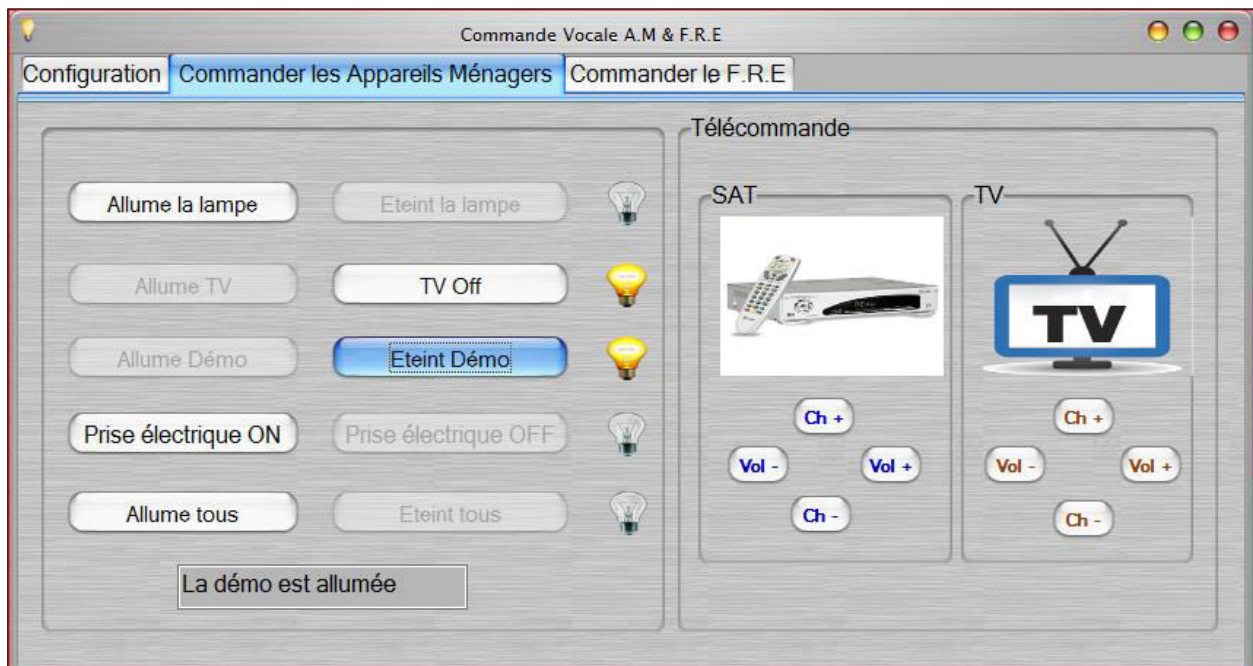 Commande Vocale A.M & F.R.E
Configuration Commander les Appareils Ménagers Commander le F.R.E
Télécommande
Allume la lampe Eteint la lampe
Allume TV TV Off
Allume Démo Eteint Démo
Prise électrique ON Prise électrique OFF
Allume tous Eteint tous
La démo est allumée
SAT
Ch +
Vol - Vol +
Ch -
TV
TV
Ch +
Vol - Vol +
Ch -